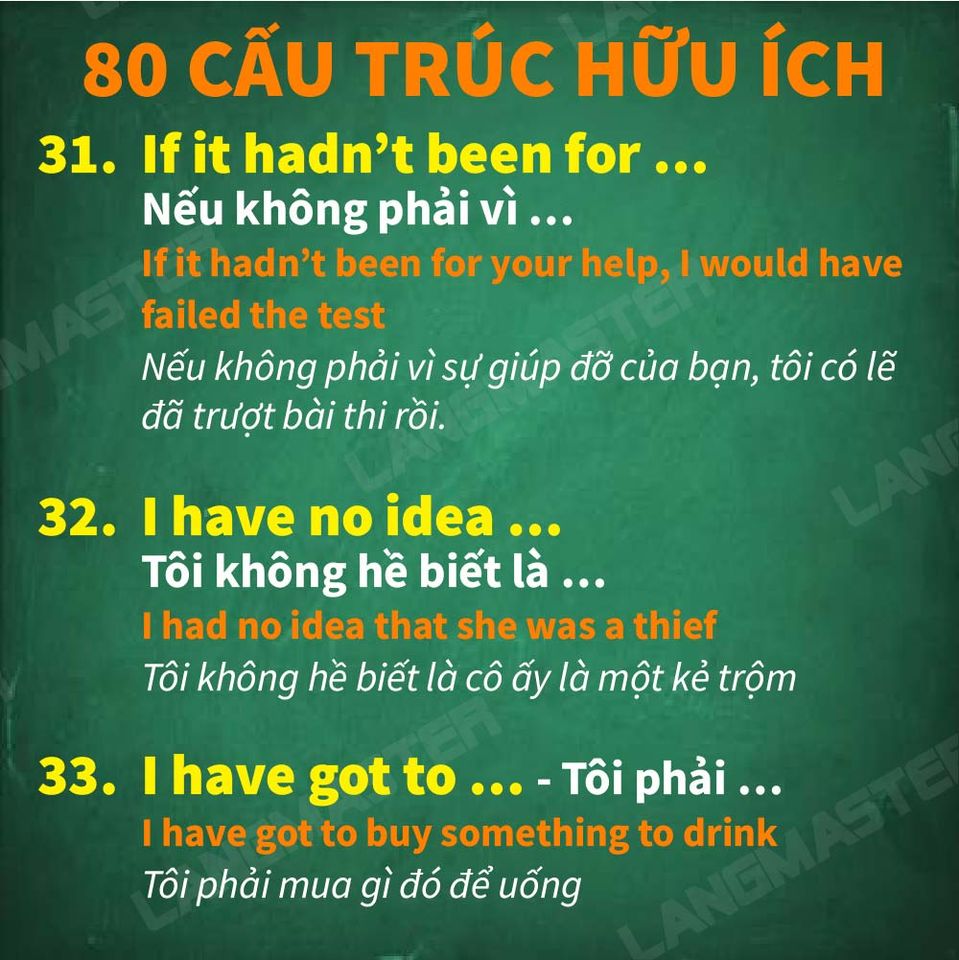 80 CẤU TRÚC HỮU ÍCH
31. If it hadn’t been for ...
Nếu không phải vì ...
If it hadn’t been for your help, I would have
failed the test
Nếu không phải vì sự giúp đỡ của bạn, tôi có lẽ
đã trượt bài thi rồi.
32. I have no idea ...
Tôi không hề biết là ...
I had no idea that she was a thief
Tôi không hề biết là cô ấy là một kẻ trộm
33. I have got to ... - Tôi phải ...
I have got to buy something to drink
Tôi phải mua gì đó để uống
LANGMASTER
LANGMASTER
LANGMASTER
LANGMASTER